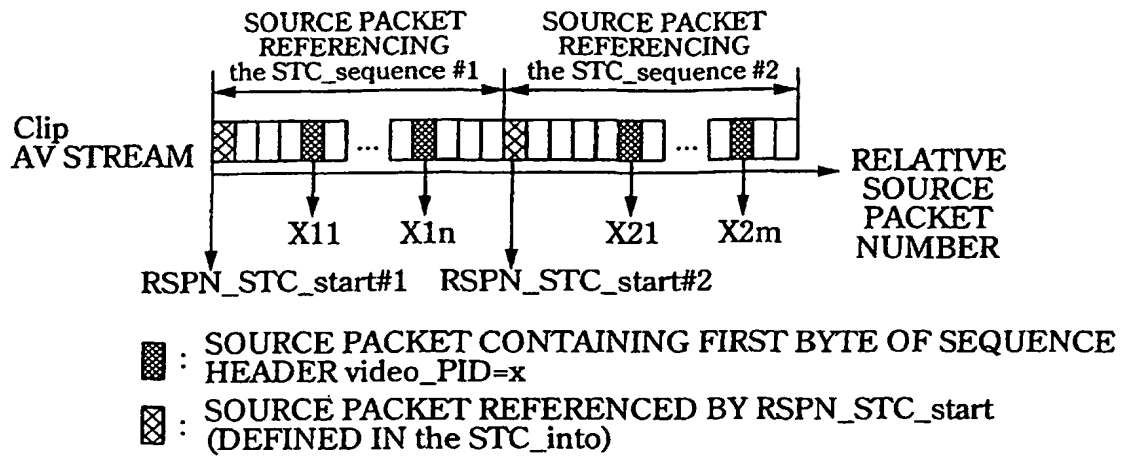 SOURCE PACKET
REFERENCING
the STC_sequence #1
SOURCE PACKET
REFERENCING
the STC_sequence #2
Clip
AV STREAM
...
...
RELATIVE
SOURCE
PACKET
NUMBER
X11
X1n
X21
X2m
RSPN_STC_start#1
RSPN_STC_start#2
: SOURCE PACKET CONTAINING FIRST BYTE OF SEQUENCE
HEADER video_PID=x
: SOURCE PACKET REFERENCED BY RSPN_STC_start
(DEFINED IN the STC_into)